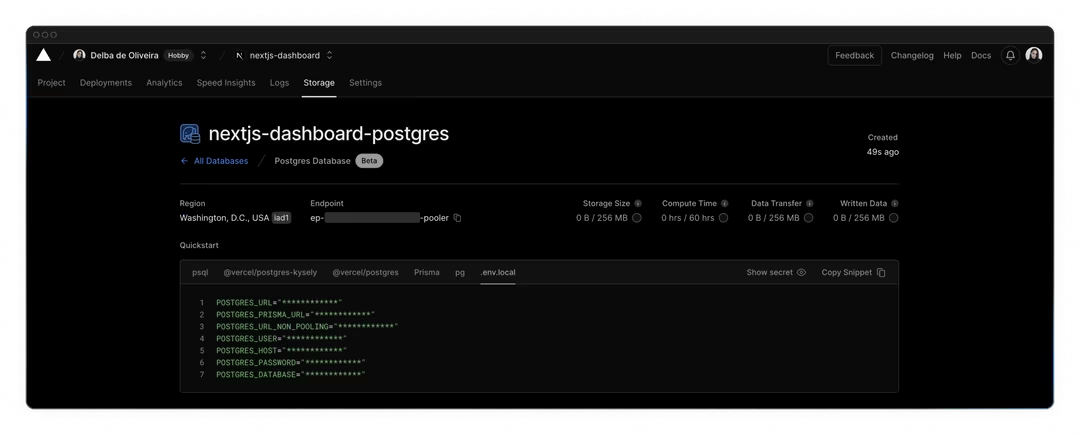 Delba de Oliveira Hobby / nextjs-dashboard Feedback Changelog Help Docs
Project Deployments Analytics Speed Insights Logs Storage Settings
nextjs-dashboard-postgres
Created
49s ago
← All Databases / Postgres Database Beta
Region Endpoint Storage Size Compute Time Data Transfer Written Data
Washington, D.C., USA iad1 ep- -pooler 0 B / 256 MB 0 hrs / 60 hrs 0 B / 256 MB 0 B / 256 MB
Quickstart
psql @vercel/postgres-kysely @vercel/postgres Prisma pg .env.local Show secret Copy Snippet
1 POSTGRES_URL="************"
2 POSTGRES_PRISMA_URL="************"
3 POSTGRES_URL_NON_POOLING="************"
4 POSTGRES_USER="************"
5 POSTGRES_HOST="************"
6 POSTGRES_PASSWORD="************"
7 POSTGRES_DATABASE="************"